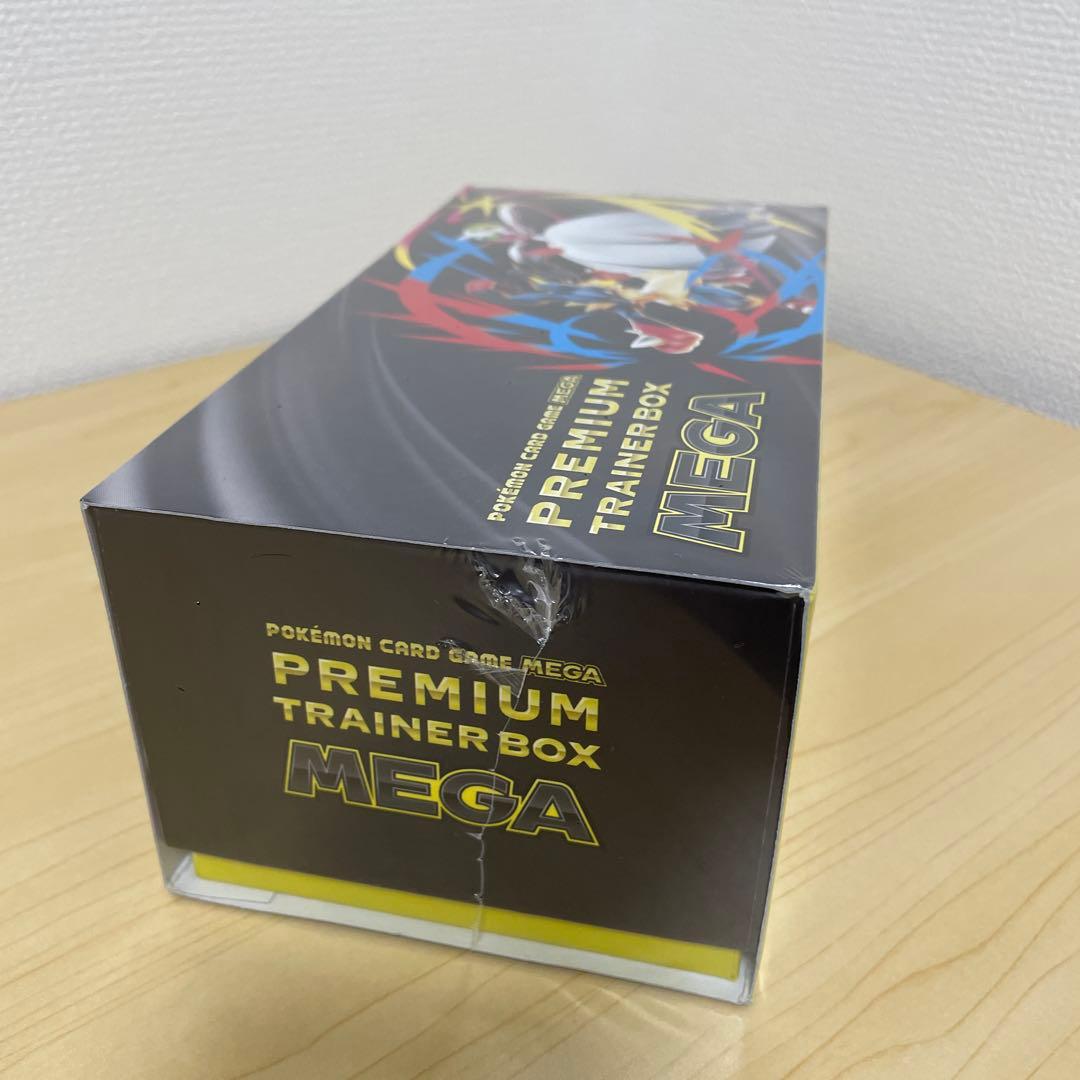 POKÉMON CARD GAME MEGA
PREMIUM
TRAINER BOX
MEGA
POKÉMON CARD GAME MEGA
PREMIUM
TRAINER BOX
MEGA